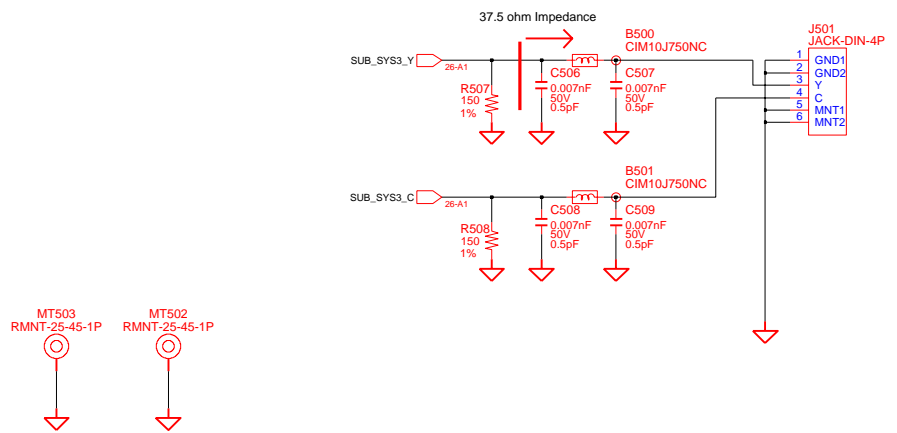 37.5 ohm Impedance
B500
CIM10J750NC
J501
JACK-DIN-4P
SUB_SYS3_Y
26-A1
R507
150
1%
C506
0.007nF
50V
0.5pF
C507
0.007nF
50V
0.5pF
1 GND1
2 GND2
3 Y
4 C
5 MNT1
6 MNT2
B501
CIM10J750NC
SUB_SYS3_C
26-A1
R508
150
1%
C508
0.007nF
50V
0.5pF
C509
0.007nF
50V
0.5pF
MT503
RMNT-25-45-1P
MT502
RMNT-25-45-1P